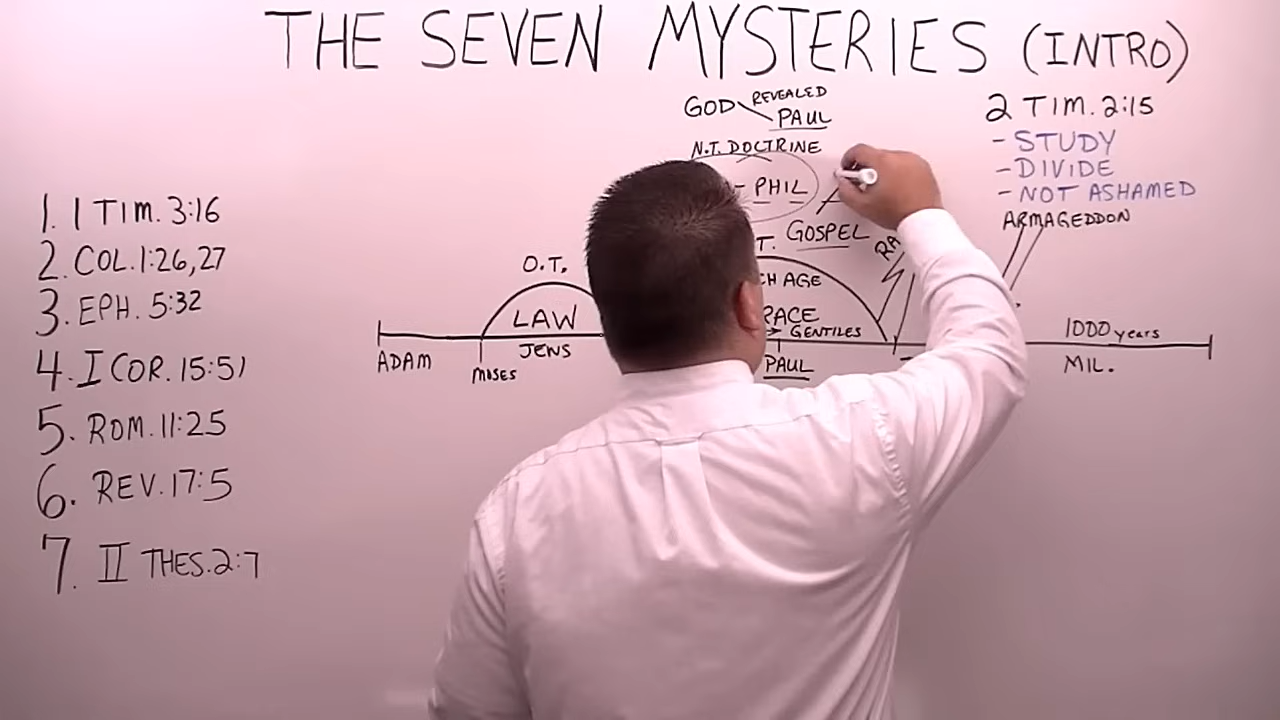 THE SEVEN MYSTERIES (INTRO)
GOD REVEALED
PAUL
N.T. DOCTRINE
- PHIL
GOSPEL
2 TIM. 2:15
- STUDY
- DIVIDE
- NOT ASHAMED
ARMAGEDDON
1. 1 TIM. 3:16
2. COL. 1:26,27
3. EPH. 5:32
4. I COR. 15:51
5. ROM. 11:25
6. REV. 17:5
7. II THES. 2:7
O.T.
LAW
JEWS
ADAM
MOSES
AGE
GENTILES
PAUL
1000 years
MIL.